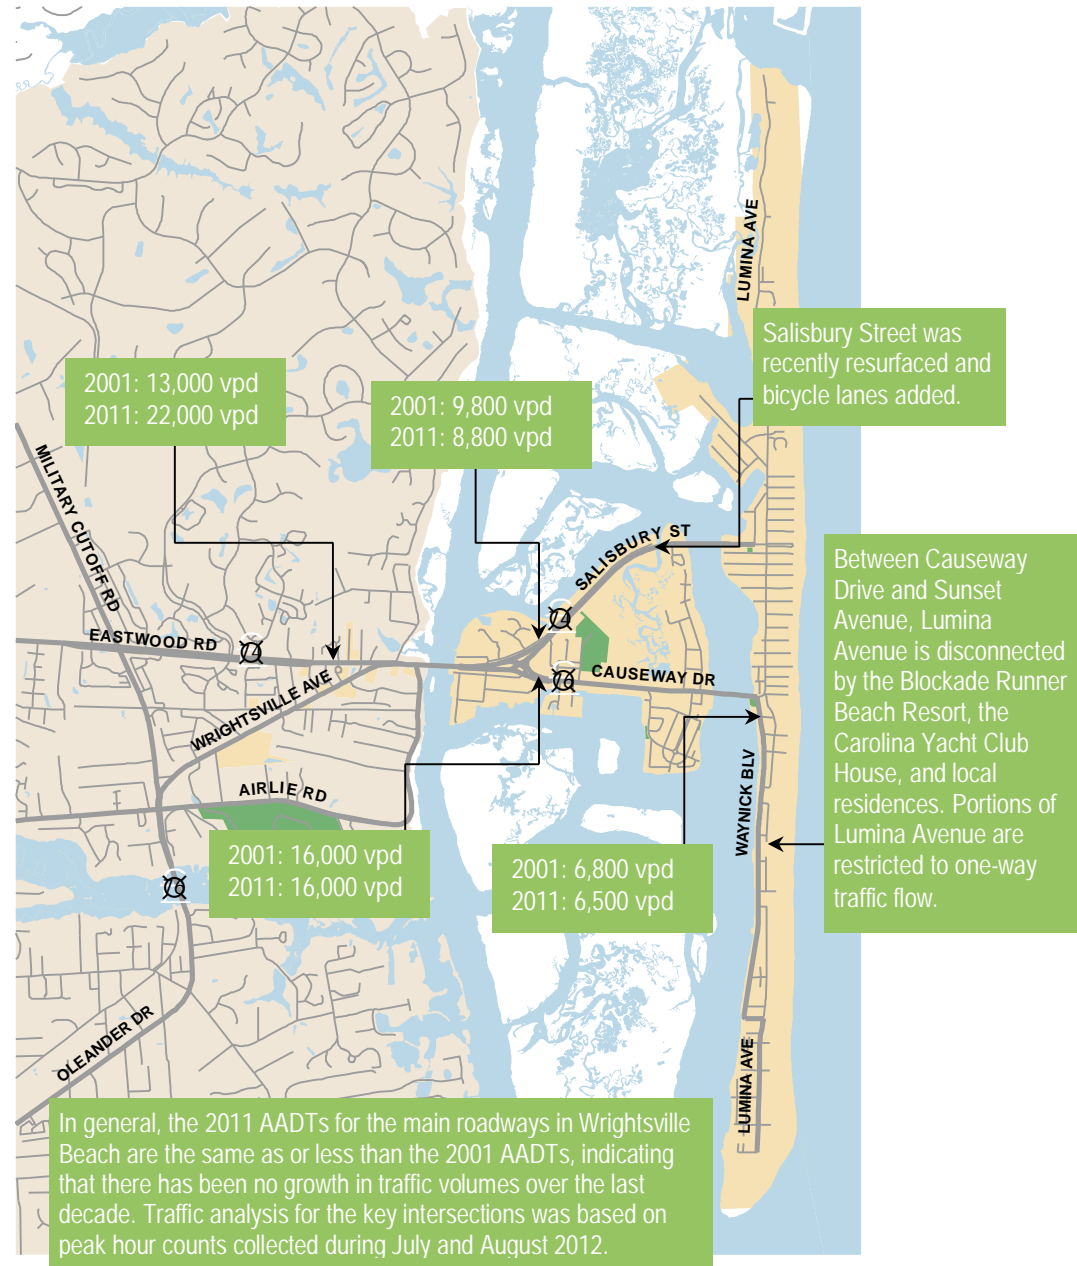 LUMINA AVE
Salisbury Street was
recently resurfaced and
bicycle lanes added.
2001: 13,000 vpd
2011: 22,000 vpd
2001: 9,800 vpd
2011: 8,800 vpd
MILITARY CUTOFF RD
SALISBURY ST
Between Causeway
Drive and Sunset
Avenue, Lumina
Avenue is disconnected
by the Blockade Runner
Beach Resort, the
Carolina Yacht Club
House, and local
residences. Portions of
Lumina Avenue are
restricted to one-way
traffic flow.
74
EASTWOOD RD
74
CAUSEWAY DR
76
WRIGHTSVILLE AVE
AIRLIE RD
WAYNICK BLV
2001: 16,000 vpd
2011: 16,000 vpd
2001: 6,800 vpd
2011: 6,500 vpd
76
OLEANDER DR
LUMINA AVE
In general, the 2011 AADTs for the main roadways in Wrightsville
Beach are the same as or less than the 2001 AADTs, indicating
that there has been no growth in traffic volumes over the last
decade. Traffic analysis for the key intersections was based on
peak hour counts collected during July and August 2012.